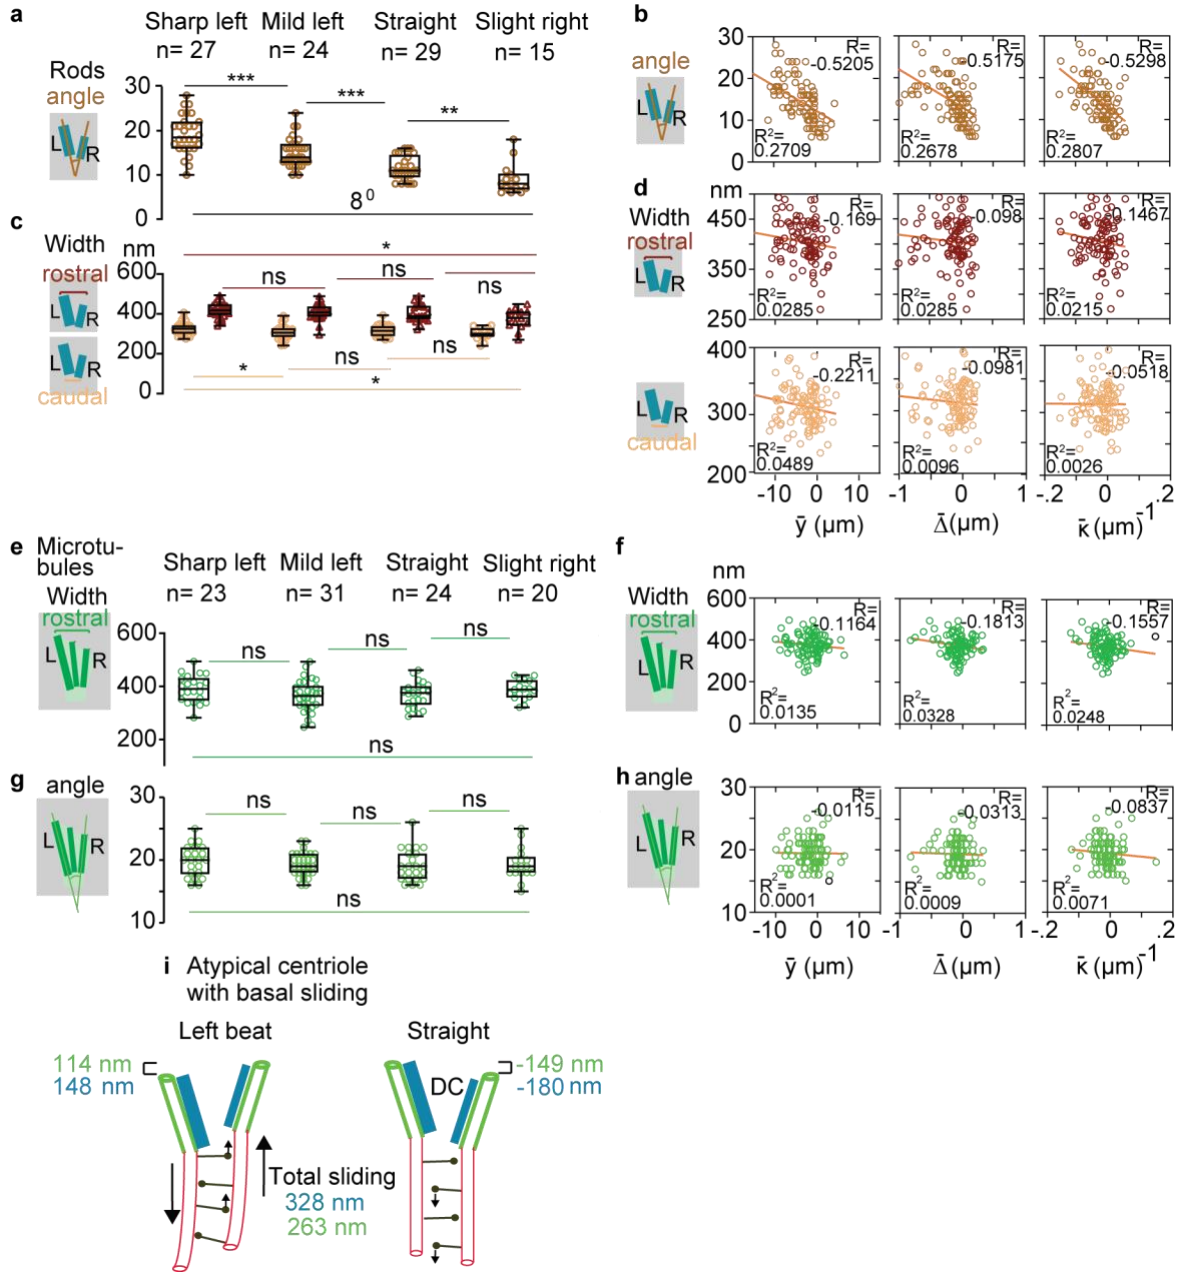 a
Sharp left Mild left Straight Slight right
n= 27 n= 24 n= 29 n= 15
Rods
angle
L R
30
20
10
0
*** *** **
8⁰
b
angle
L R
30
20
10
0
R=
-0.5205
R²=
0.2709
R=
-0.5175
R²=
0.2678
R=
-0.5298
R²=
0.2807
c
Width
rostral
L R
L R
caudal
nm
600
400
200
0
*
ns ns ns
* ns ns
*
d
nm
Width
rostral
L R
450
350
250
R=
-0.169
R²=
0.0285
R=
-0.098
R²=
0.0285
R=
-0.1467
R²=
0.0215
L R
caudal
400
300
200
R=
-0.2211
R²=
0.0489
R=
-0.0981
R²=
0.0096
R=
-0.0518
R²=
0.0026
-10 0 10 -1 0 1 -.2 0 .2
ȳ (µm) Δ̄(µm) κ̄ (µm)⁻¹
e
Microtu-
bules
Sharp left Mild left Straight Slight right
n= 23 n= 31 n= 24 n= 20
Width
rostral
L R
600
400
200
ns ns ns
ns
f
nm
Width
rostral
L R
600
400
200
0
R=
-0.1164
R²=
0.0135
R=
-0.1813
R²=
0.0328
R=
-0.1557
R²=
0.0248
g
angle
L R
30
20
10
ns ns ns
ns
h angle
L R
30
20
10
R=
-0.0115
R²=
0.0001
R=
-0.0313
R²=
0.0009
R=
-0.0837
R²=
0.0071
-10 0 10 -1 0 1 -.2 0 .2
ȳ (µm) Δ̄(µm) κ̄ (µm)⁻¹
i Atypical centriole
with basal sliding
Left beat Straight
114 nm
148 nm
DC
-149 nm
-180 nm
Total sliding
328 nm
263 nm